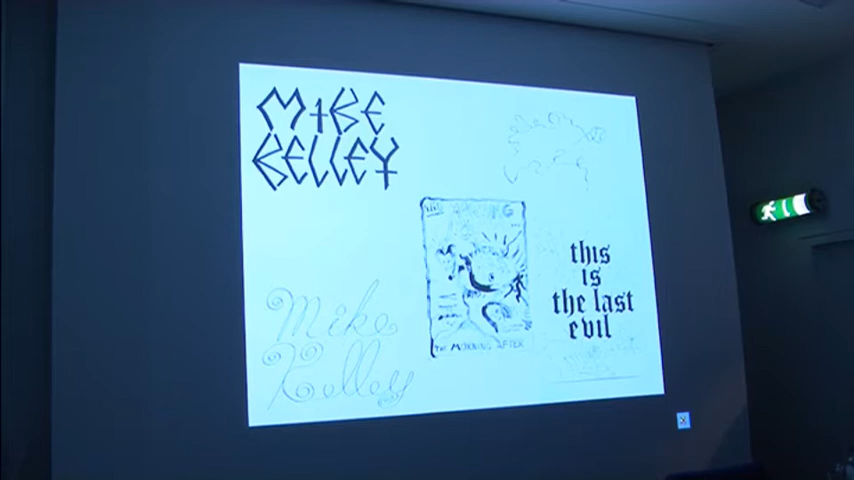 MIKE
KELLEY
this
is
the last
evil
THE MORNING AFTER
Mike
Kelley